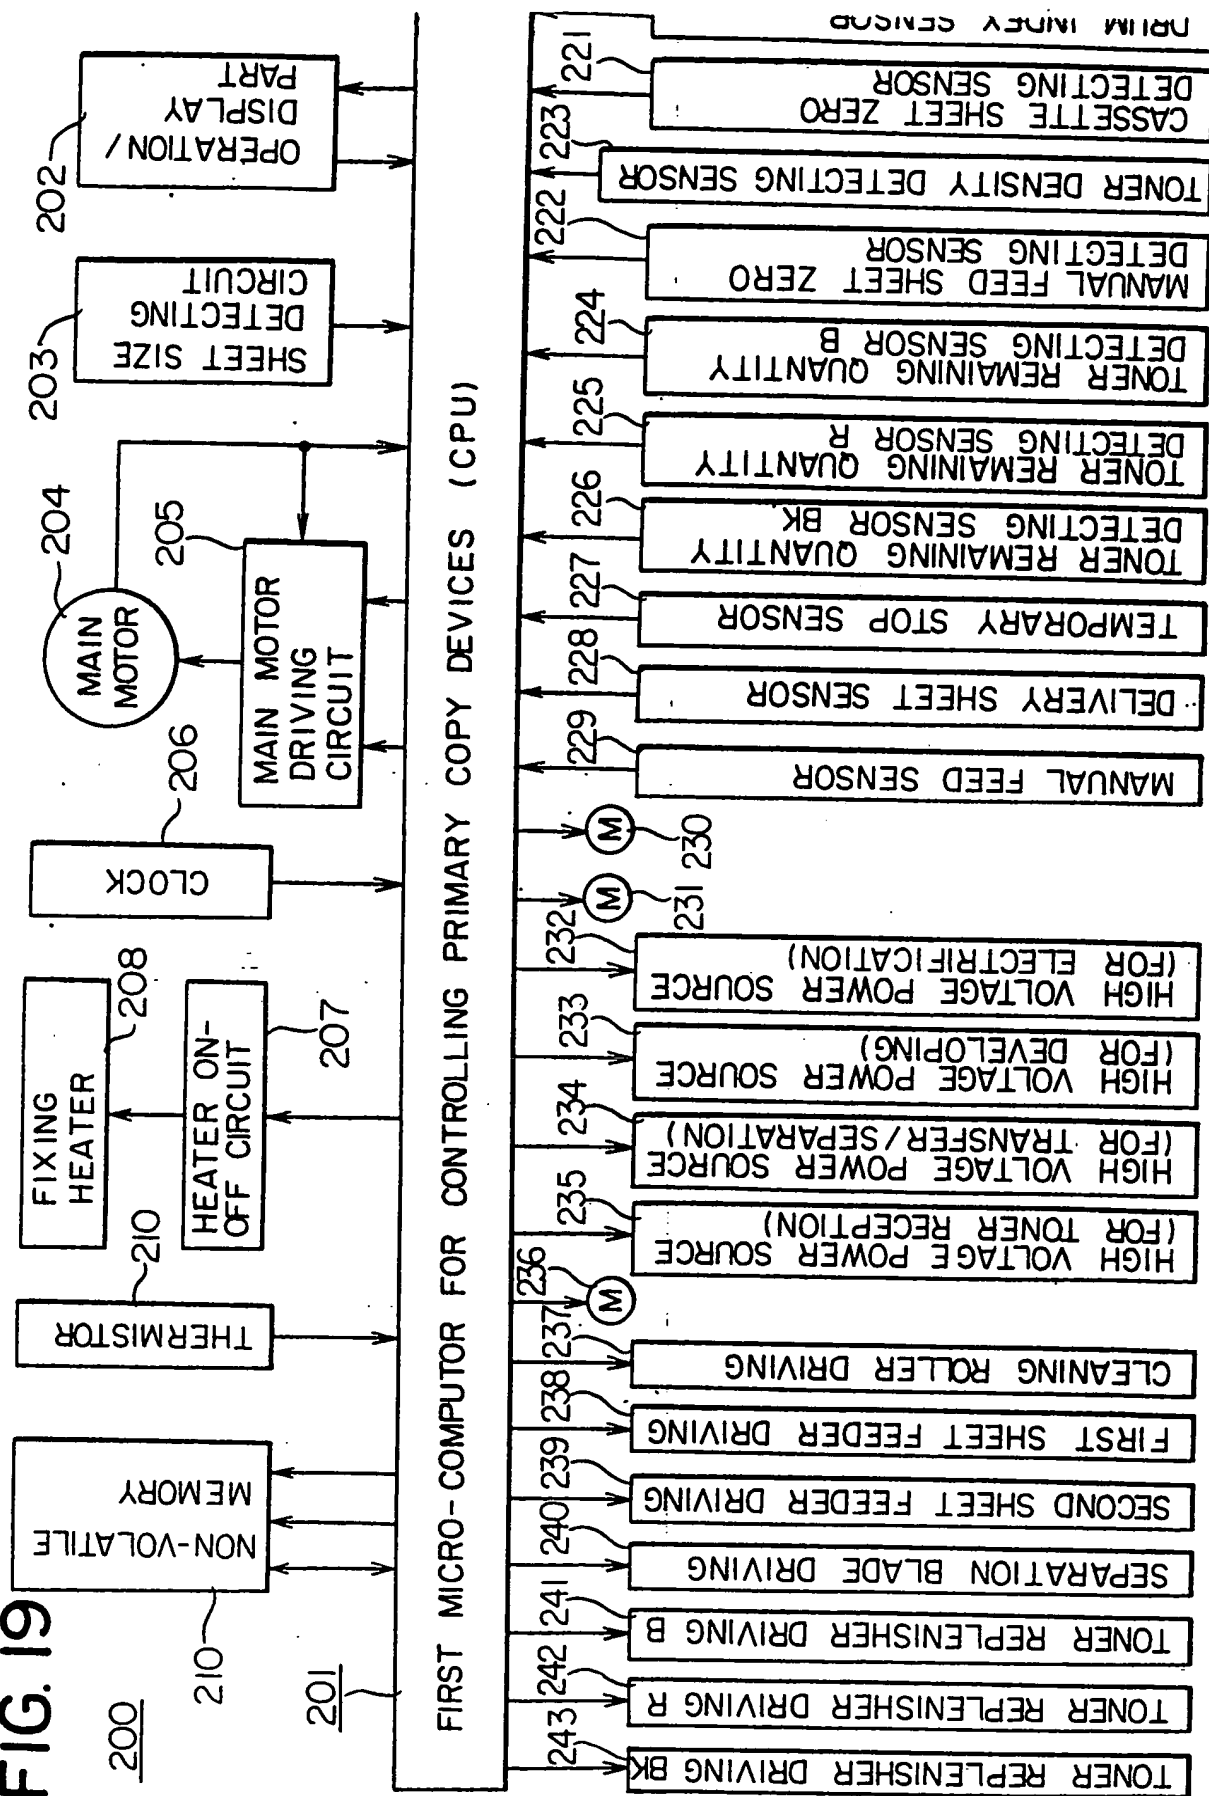 FIG. 19
200
201
FIRST MICRO-COMPUTOR FOR CONTROLLING PRIMARY COPY DEVICES (CPU)
210
NON-VOLATILE
MEMORY
210
THERMISTOR
208
FIXING
HEATER
207
HEATER ON-
OFF CIRCUIT
206
CLOCK
204
MAIN
MOTOR
205
MAIN MOTOR
DRIVING
CIRCUIT
203
SHEET SIZE
DETECTING
CIRCUIT
202
OPERATION/
DISPLAY
PART
243
TONER REPLENISHER DRIVING BK
242
TONER REPLENISHER DRIVING R
241
TONER REPLENISHER DRIVING B
240
SEPARATION BLADE DRIVING
239
SECOND SHEET FEEDER DRIVING
238
FIRST SHEET FEEDER DRIVING
237
CLEANING ROLLER DRIVING
236
M
235
HIGH VOLTAGE POWER SOURCE
(FOR TONER RECEPTION)
234
HIGH VOLTAGE POWER SOURCE
(FOR TRANSFER/SEPARATION)
233
HIGH VOLTAGE POWER SOURCE
(FOR DEVELOPING)
232
HIGH VOLTAGE POWER SOURCE
(FOR ELECTRIFICATION)
231
M
230
M
229
MANUAL FEED SENSOR
228
DELIVERY SHEET SENSOR
227
TEMPORARY STOP SENSOR
226
TONER REMAINING QUANTITY
DETECTING SENSOR BK
225
TONER REMAINING QUANTITY
DETECTING SENSOR R
224
TONER REMAINING QUANTITY
DETECTING SENSOR B
222
MANUAL FEED SHEET ZERO
DETECTING SENSOR
223
TONER DENSITY DETECTING SENSOR
221
CASSETTE SHEET ZERO
DETECTING SENSOR
DRUM INDEX SENSOR